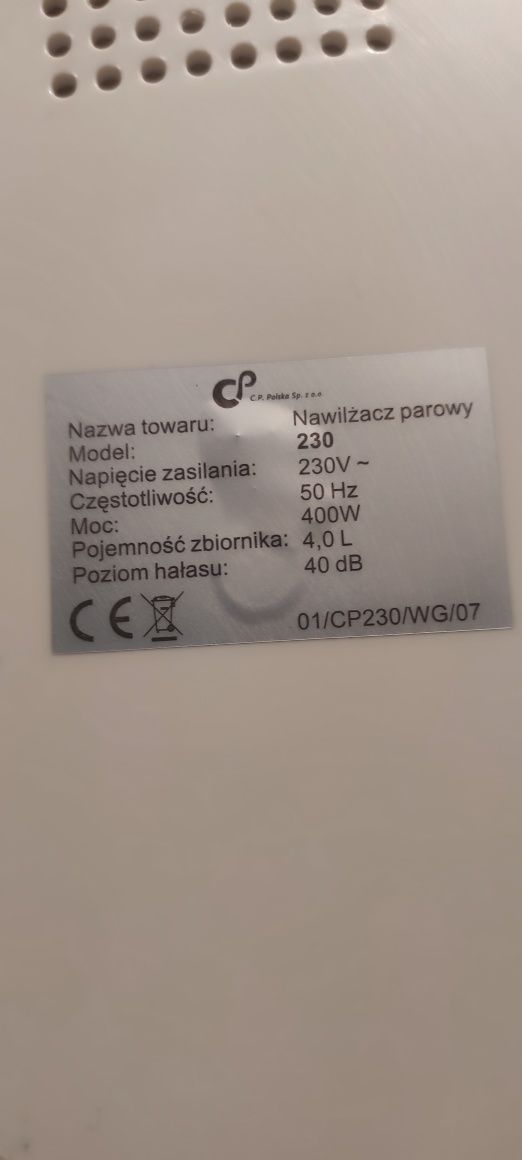 CP C.P. Polska Sp. z o.o.
Nazwa towaru: Nawilżacz parowy
Model: 230
Napięcie zasilania: 230V ~
Częstotliwość: 50 Hz
Moc: 400W
Pojemność zbiornika: 4,0 L
Poziom hałasu: 40 dB
CE 01/CP230/WG/07